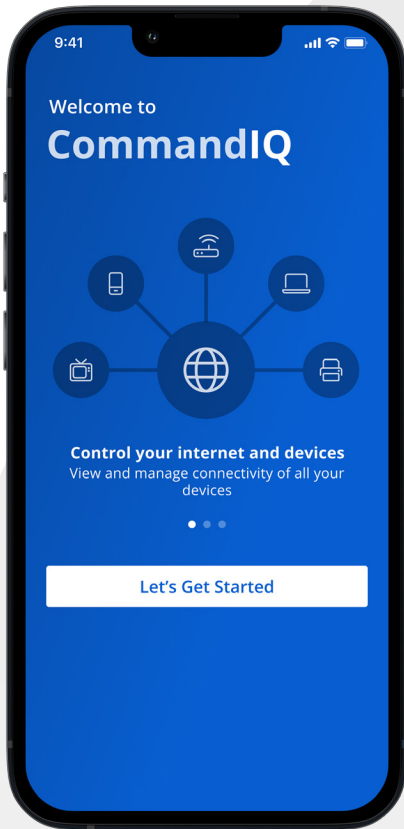 9:41
Welcome to
CommandIQ
Control your internet and devices
View and manage connectivity of all your
devices
Let's Get Started